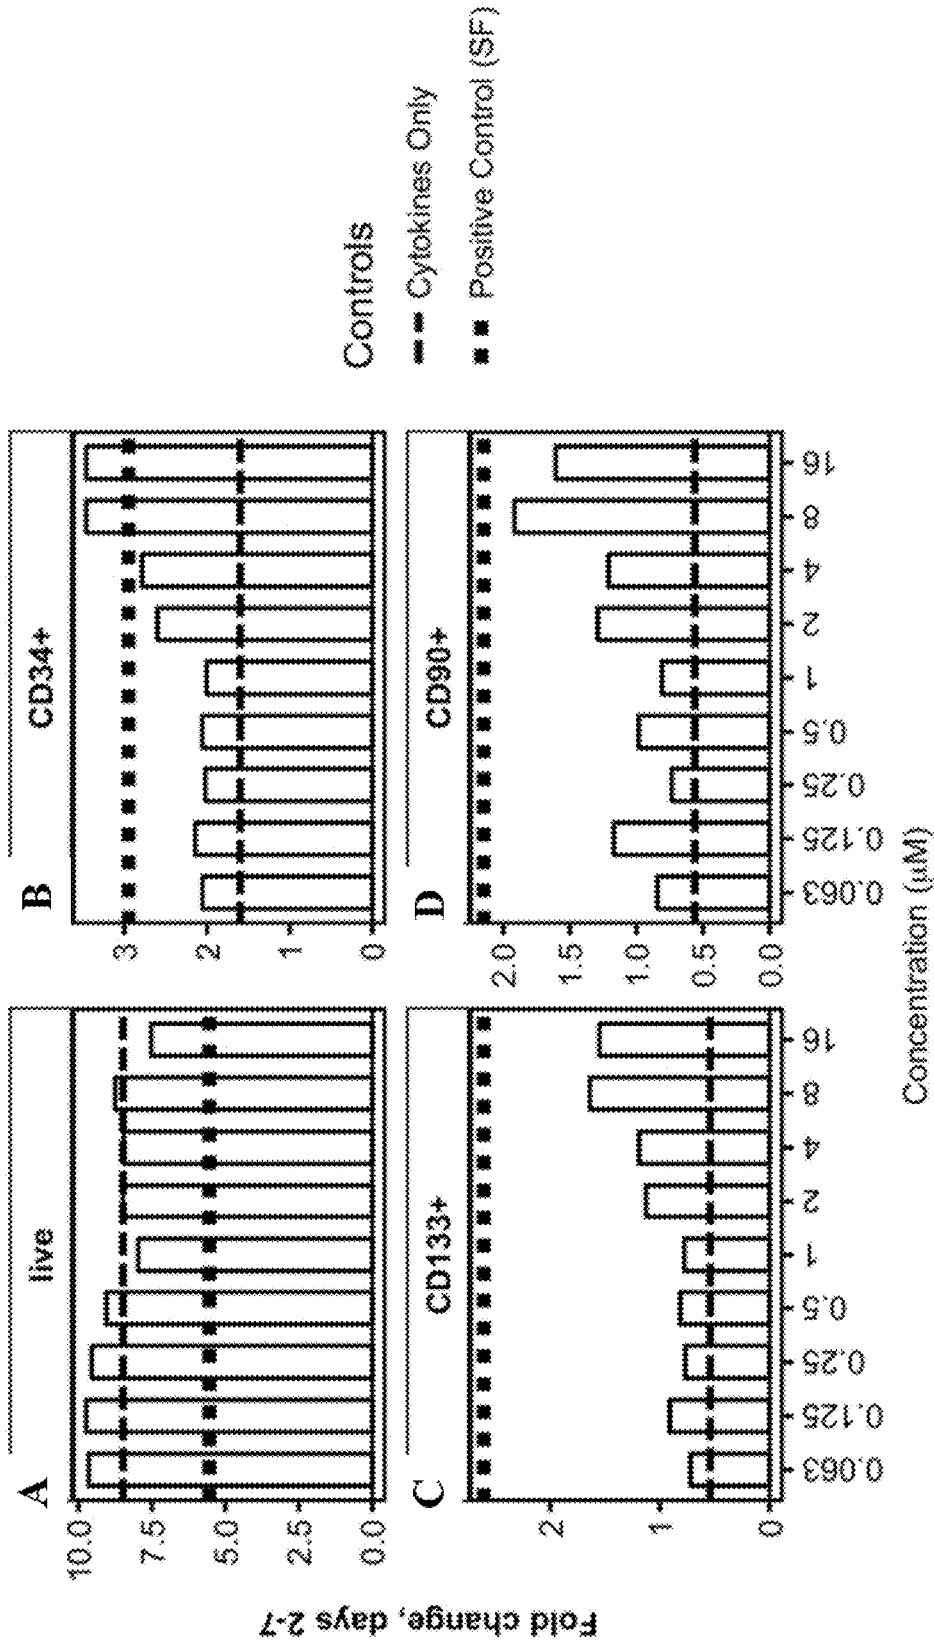 A
live
10.0
7.5
5.0
2.5
0.0
B
CD34+
3
2
1
0
C
CD133+
2
1
0
0.063
0.125
0.25
0.5
1
2
4
8
16
D
CD90+
2.0
1.5
1.0
0.5
0.0
0.063
0.125
0.25
0.5
1
2
4
8
16
Fold change, days 2-7
Concentration (µM)
Controls
Cytokines Only
Positive Control (SF)